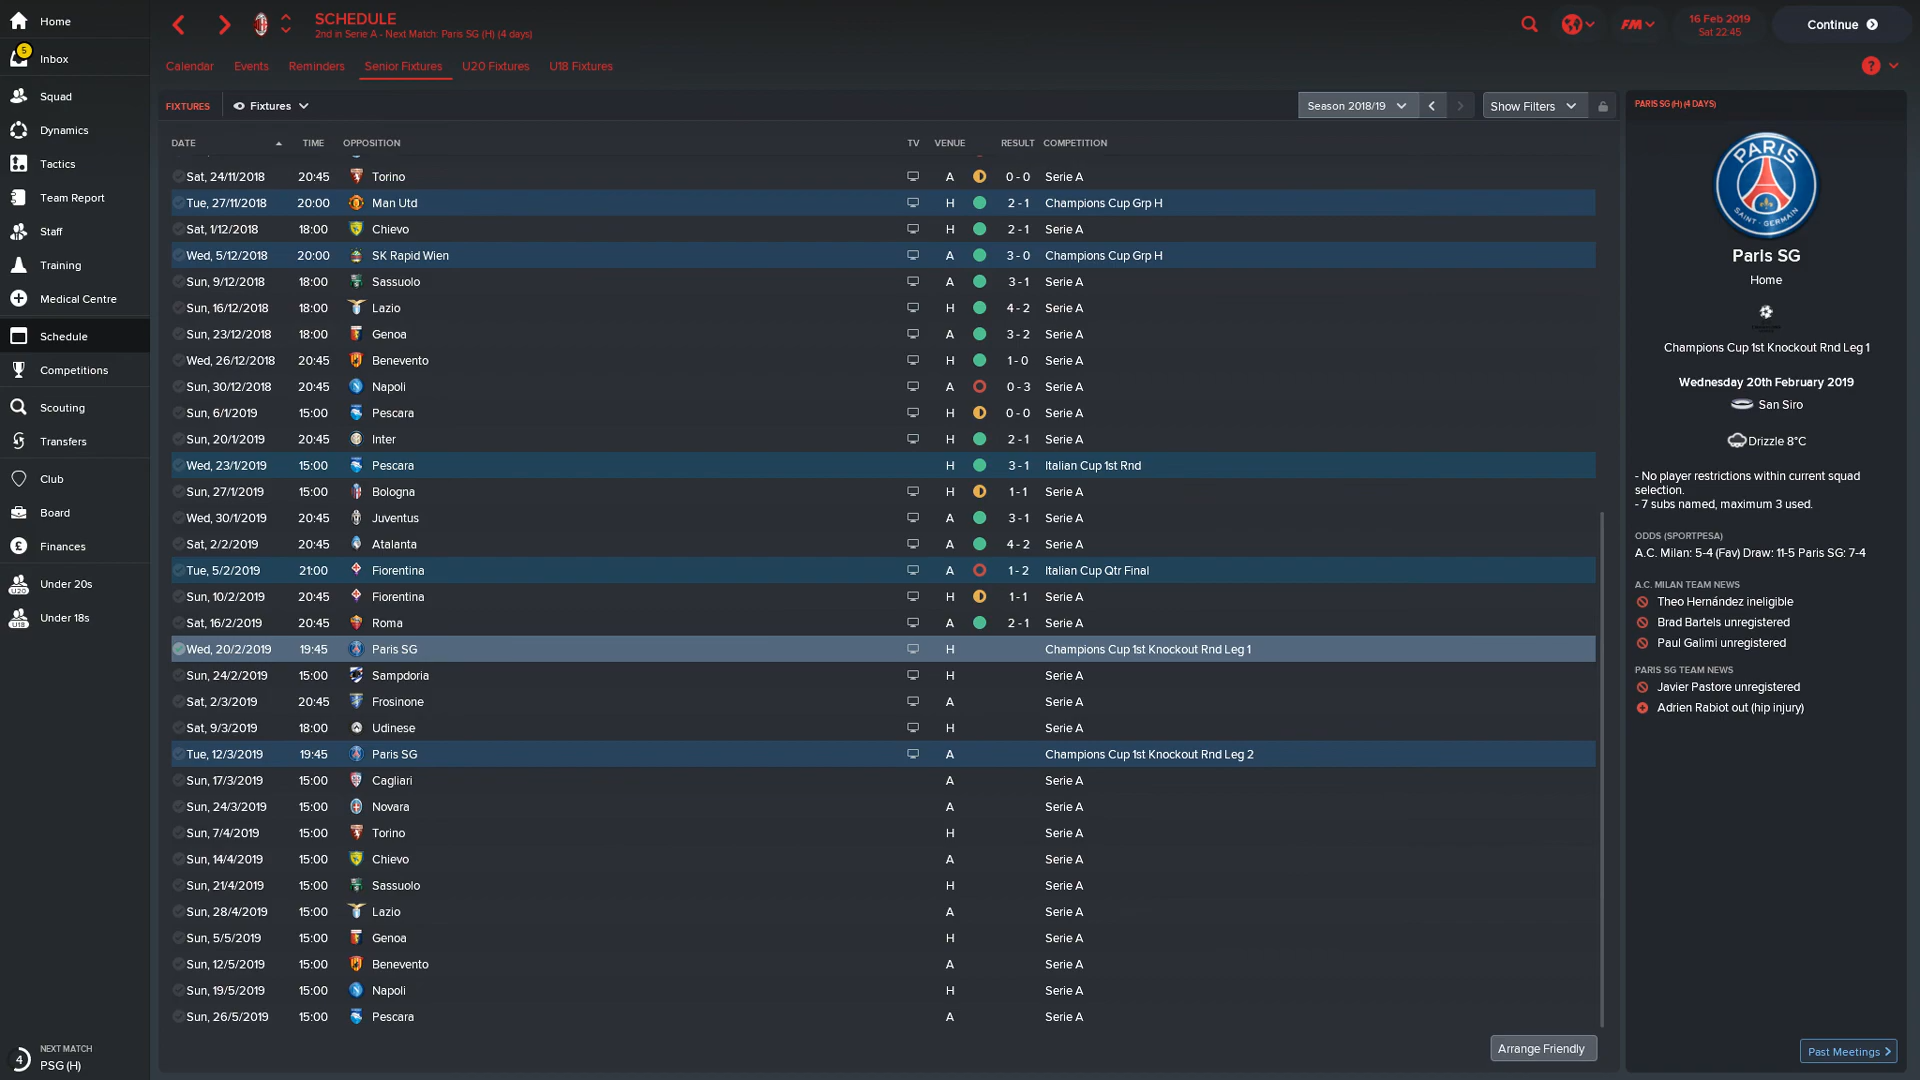 Home
SCHEDULE
2nd in Serie A - Next Match: Paris SG (H) (4 days)
FM
16 Feb 2019
Sat 22:45
Continue
5
Inbox
Squad
Dynamics
Tactics
Team Report
Staff
Training
Medical Centre
Schedule
Competitions
Scouting
Transfers
Club
Board
Finances
U20
Under 20s
U18
Under 18s
4
NEXT MATCH
PSG (H)
Calendar Events Reminders Senior Fixtures U20 Fixtures U18 Fixtures
?
FIXTURES Fixtures Season 2018/19 Show Filters
DATE TIME OPPOSITION TV VENUE RESULT COMPETITION
Sat, 24/11/2018 20:45 Torino A 0 - 0 Serie A
Tue, 27/11/2018 20:00 Man Utd H 2 - 1 Champions Cup Grp H
Sat, 1/12/2018 18:00 Chievo H 2 - 1 Serie A
Wed, 5/12/2018 20:00 SK Rapid Wien A 3 - 0 Champions Cup Grp H
Sun, 9/12/2018 18:00 Sassuolo A 3 - 1 Serie A
Sun, 16/12/2018 18:00 Lazio H 4 - 2 Serie A
Sun, 23/12/2018 18:00 Genoa A 3 - 2 Serie A
Wed, 26/12/2018 20:45 Benevento H 1 - 0 Serie A
Sun, 30/12/2018 20:45 Napoli A 0 - 3 Serie A
Sun, 6/1/2019 15:00 Pescara H 0 - 0 Serie A
Sun, 20/1/2019 20:45 Inter H 2 - 1 Serie A
Wed, 23/1/2019 15:00 Pescara H 3 - 1 Italian Cup 1st Rnd
Sun, 27/1/2019 15:00 Bologna H 1 - 1 Serie A
Wed, 30/1/2019 20:45 Juventus A 3 - 1 Serie A
Sat, 2/2/2019 20:45 Atalanta A 4 - 2 Serie A
Tue, 5/2/2019 21:00 Fiorentina A 1 - 2 Italian Cup Qtr Final
Sun, 10/2/2019 20:45 Fiorentina H 1 - 1 Serie A
Sat, 16/2/2019 20:45 Roma A 2 - 1 Serie A
Wed, 20/2/2019 19:45 Paris SG H Champions Cup 1st Knockout Rnd Leg 1
Sun, 24/2/2019 15:00 Sampdoria H Serie A
Sat, 2/3/2019 20:45 Frosinone A Serie A
Sat, 9/3/2019 18:00 Udinese H Serie A
Tue, 12/3/2019 19:45 Paris SG A Champions Cup 1st Knockout Rnd Leg 2
Sun, 17/3/2019 15:00 Cagliari A Serie A
Sun, 24/3/2019 15:00 Novara A Serie A
Sun, 7/4/2019 15:00 Torino H Serie A
Sun, 14/4/2019 15:00 Chievo A Serie A
Sun, 21/4/2019 15:00 Sassuolo H Serie A
Sun, 28/4/2019 15:00 Lazio A Serie A
Sun, 5/5/2019 15:00 Genoa H Serie A
Sun, 12/5/2019 15:00 Benevento A Serie A
Sun, 19/5/2019 15:00 Napoli H Serie A
Sun, 26/5/2019 15:00 Pescara A Serie A
Arrange Friendly
PARIS SG (H) (4 DAYS)
PARIS
SAINT-GERMAIN
Paris SG
Home
Champions Cup 1st Knockout Rnd Leg 1
Wednesday 20th February 2019
San Siro
Drizzle 8°C
- No player restrictions within current squad
selection.
- 7 subs named, maximum 3 used.
ODDS (SPORTPESA)
A.C. Milan: 5-4 (Fav) Draw: 11-5 Paris SG: 7-4
A.C. MILAN TEAM NEWS
Theo Hernández ineligible
Brad Bartels unregistered
Paul Galimi unregistered
PARIS SG TEAM NEWS
Javier Pastore unregistered
Adrien Rabiot out (hip injury)
Past Meetings